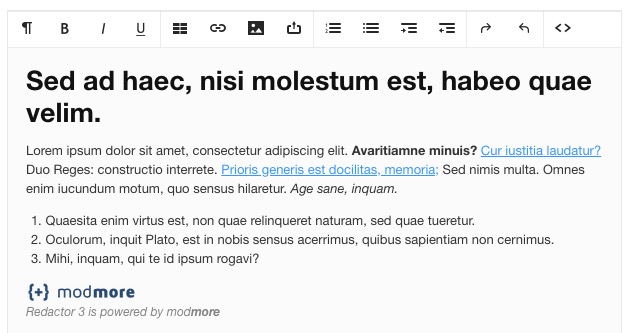 ¶ B I U
Sed ad haec, nisi molestum est, habeo quae
velim.
Lorem ipsum dolor sit amet, consectetur adipiscing elit. Avaritiamne minuis? Cur iustitia laudatur?
Duo Reges: constructio interrete. Prioris generis est docilitas, memoria; Sed nimis multa. Omnes
enim iucundum motum, quo sensus hilaretur. Age sane, inquam.
1. Quaesita enim virtus est, non quae relinqueret naturam, sed quae tueretur.
2. Oculorum, inquit Plato, est in nobis sensus acerrimus, quibus sapientiam non cernimus.
3. Mihi, inquam, qui te id ipsum rogavi?
{+} modmore
Redactor 3 is powered by modmore